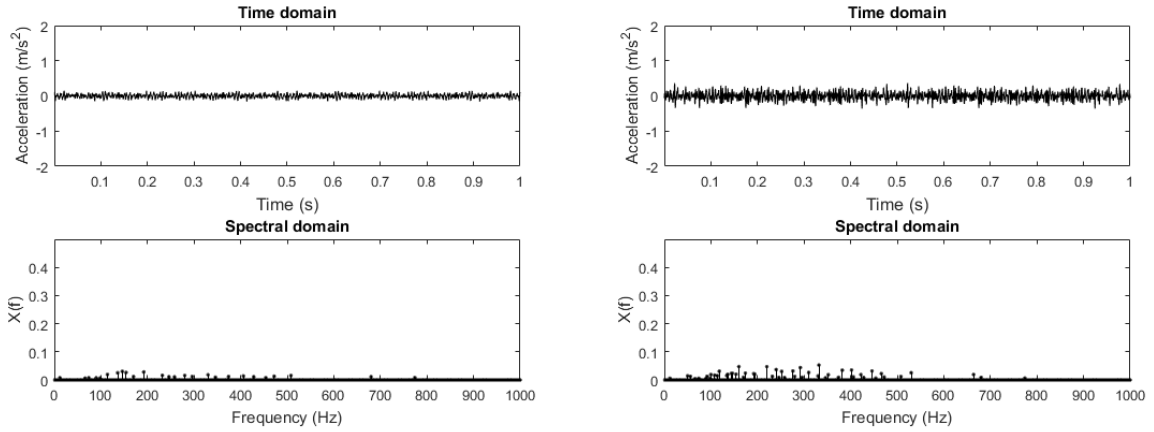 Time domain
Acceleration (m/s²)
2
1
0
-1
-2
0.1 0.2 0.3 0.4 0.5 0.6 0.7 0.8 0.9 1
Time (s)
Spectral domain
X(f)
0.4
0.3
0.2
0.1
0
0 100 200 300 400 500 600 700 800 900 1000
Frequency (Hz)
Time domain
Acceleration (m/s²)
2
1
0
-1
-2
0.1 0.2 0.3 0.4 0.5 0.6 0.7 0.8 0.9 1
Time (s)
Spectral domain
X(f)
0.4
0.3
0.2
0.1
0
0 100 200 300 400 500 600 700 800 900 1000
Frequency (Hz)